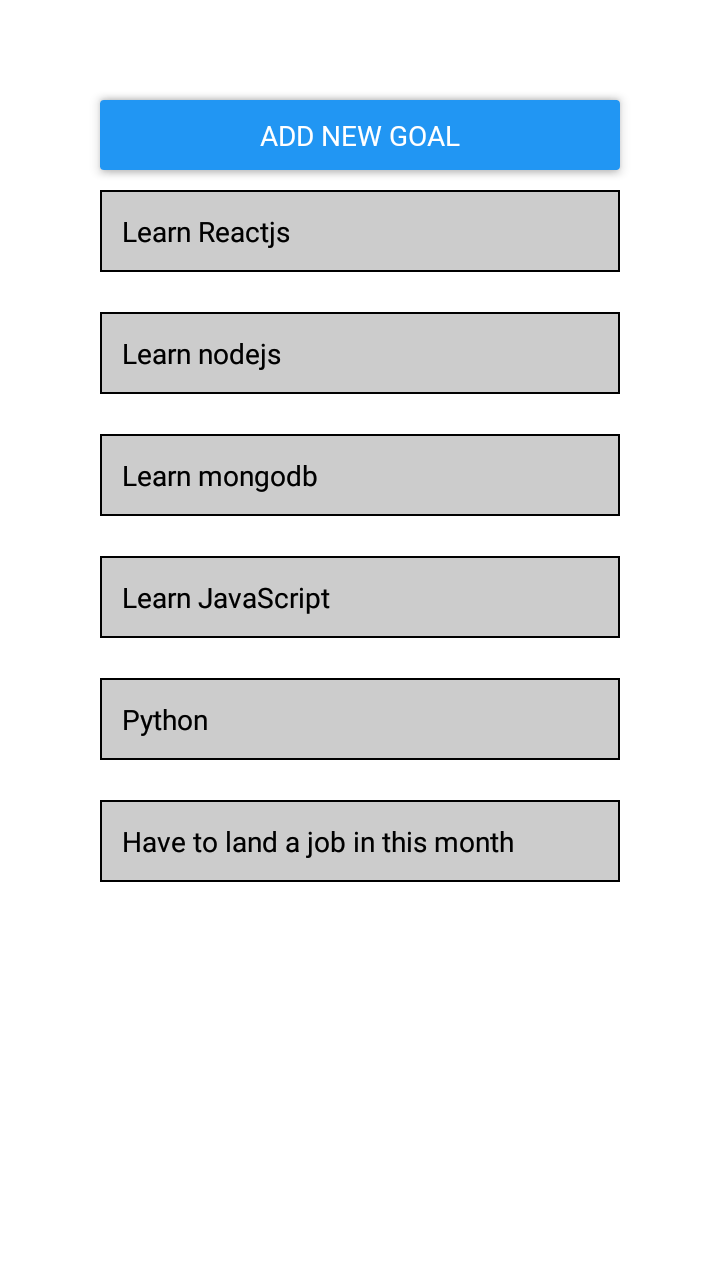 ADD NEW GOAL
Learn Reactjs
Learn nodejs
Learn mongodb
Learn JavaScript
Python
Have to land a job in this month